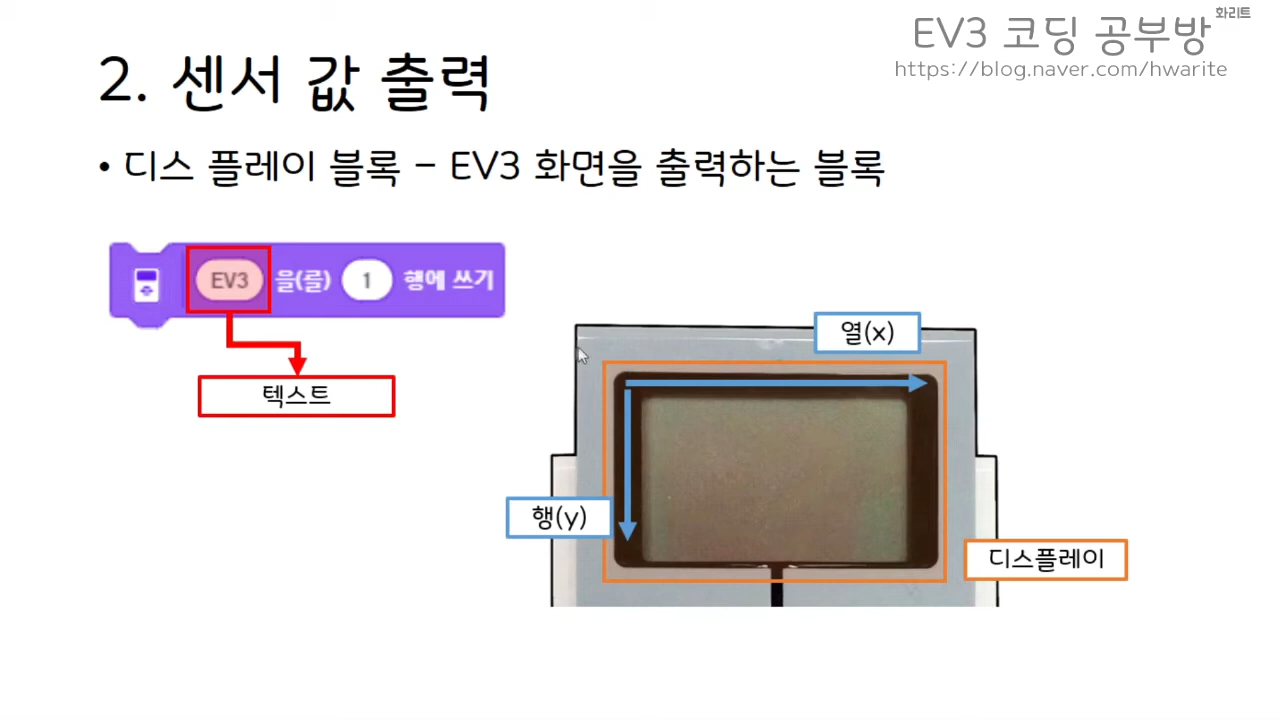 화리트
EV3 코딩 공부방
https://blog.naver.com/hwarite
2. 센서 값 출력
• 디스 플레이 블록 – EV3 화면을 출력하는 블록
EV3 을(를) 1 행에 쓰기
텍스트
열(x)
행(y)
디스플레이